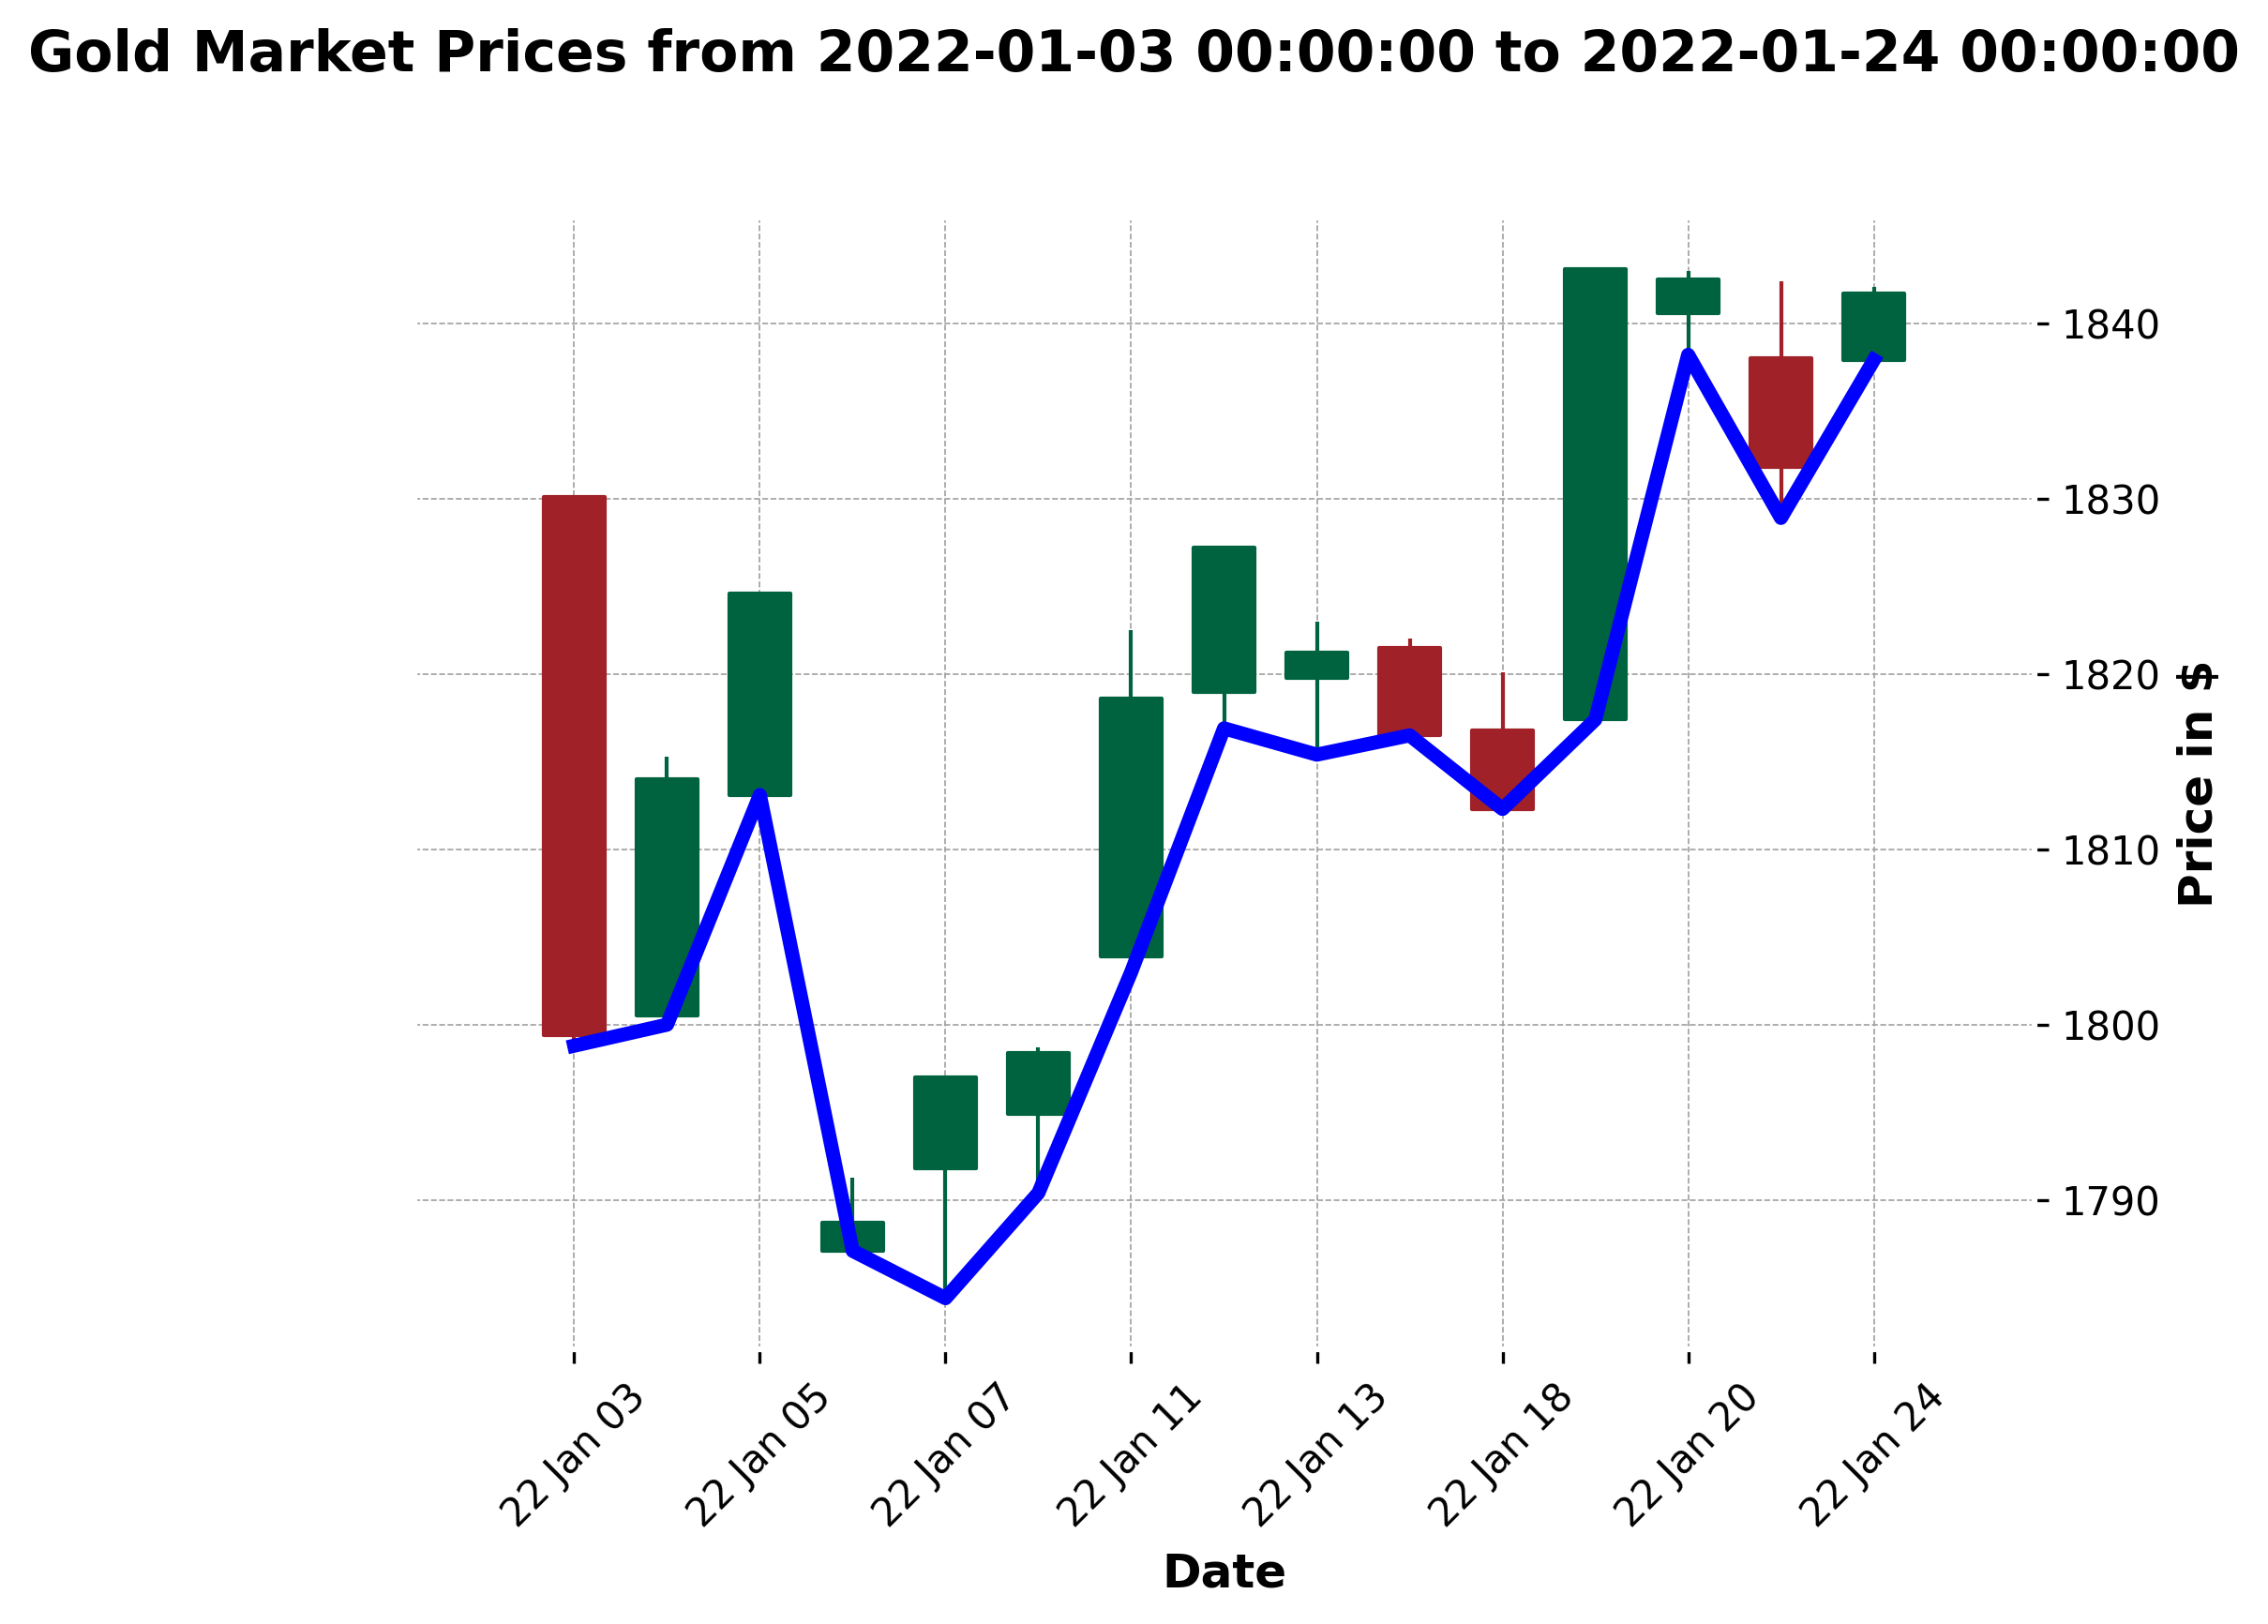 Gold Market Prices from 2022-01-03 00:00:00 to 2022-01-24 00:00:00
1840
1830
1820
1810
1800
1790
Price in $
22 Jan 03
22 Jan 05
22 Jan 07
22 Jan 11
22 Jan 13
22 Jan 18
22 Jan 20
22 Jan 24
Date